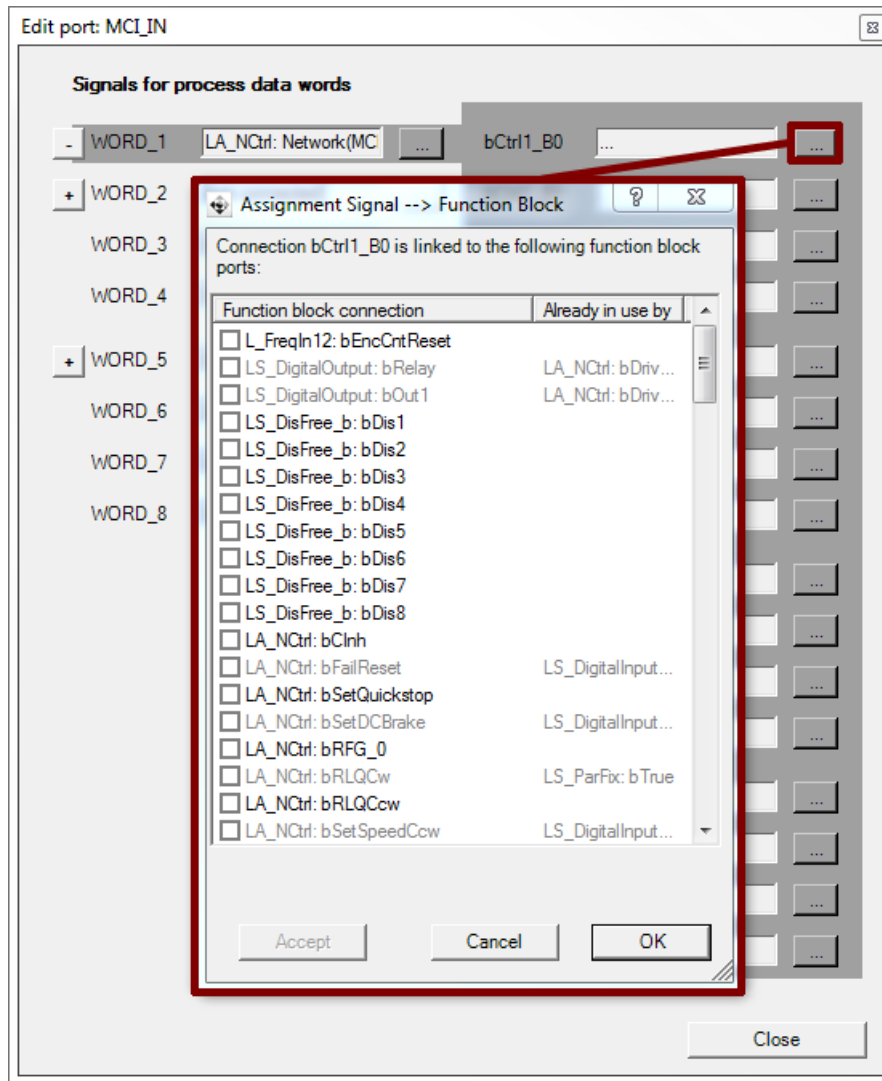 Edit port: MCI_IN
Signals for process data words
- WORD_1 LA_NCtrl: Network(MC ... bCtrl1_B0 ... ...
+ WORD_2 ...
Assignment Signal --> Function Block ?
WORD_3 ...
Connection bCtrl1_B0 is linked to the following function block
ports:
WORD_4 ...
Function block connection Already in use by
L_FreqIn12: bEncCntReset
+ WORD_5 ...
LS_DigitalOutput: bRelay LA_NCtrl: bDriv...
LS_DigitalOutput: bOut1 LA_NCtrl: bDriv...
WORD_6 ...
LS_DisFree_b: bDis1
LS_DisFree_b: bDis2
WORD_7 ...
LS_DisFree_b: bDis3
LS_DisFree_b: bDis4
WORD_8 ...
LS_DisFree_b: bDis5
LS_DisFree_b: bDis6
...
LS_DisFree_b: bDis7
LS_DisFree_b: bDis8
...
LA_NCtrl: bCInh
LA_NCtrl: bFailReset LS_DigitalInput...
...
LA_NCtrl: bSetQuickstop
LA_NCtrl: bSetDCBrake LS_DigitalInput...
...
LA_NCtrl: bRFG_0
LA_NCtrl: bRLQCw LS_ParFix: bTrue
...
LA_NCtrl: bRLQCcw
LA_NCtrl: bSetSpeedCcw LS_DigitalInput...
...
...
Accept Cancel OK
...
Close